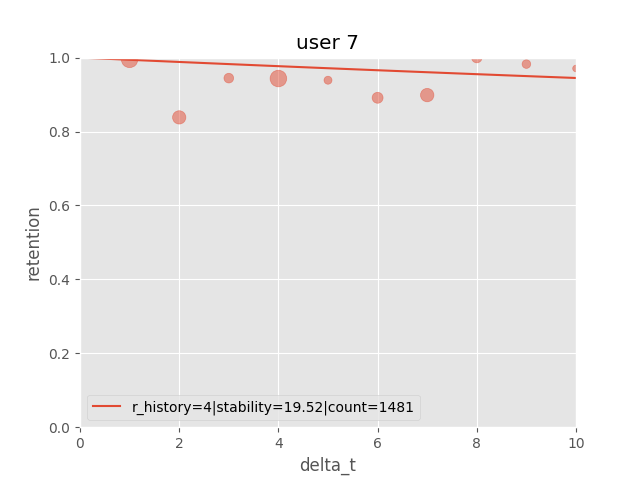 user 7
retention
1.0
0.8
0.6
0.4
0.2
0.0
r_history=4|stability=19.52|count=1481
0 2 4 6 8 10
delta_t